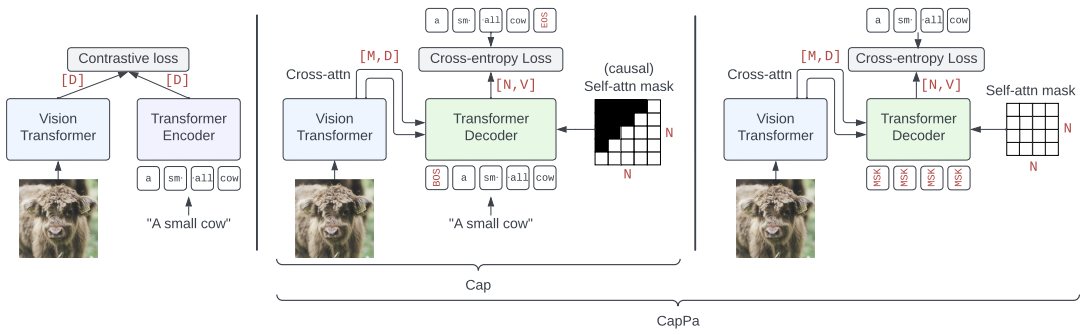 Contrastive loss
[D] [D]
Vision
Transformer
Transformer
Encoder
a sm· ·all cow
"A small cow"
a sm· ·all cow EOS
Cross-entropy Loss
[M,D]
Cross-attn
[N,V]
(causal)
Self-attn mask
Vision
Transformer
Transformer
Decoder
N
N
BOS a sm· ·all cow
"A small cow"
Cap
a sm· ·all cow
Cross-entropy Loss
[M,D]
Cross-attn
[N,V]
Self-attn mask
Vision
Transformer
Transformer
Decoder
N
N
MSK MSK MSK MSK
CapPa